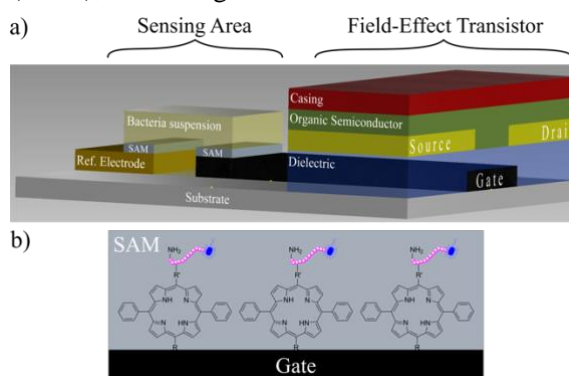 Sensing Area
Field-Effect Transistor
a)
Casing
Bacteria suspension
Organic Semiconductor
SAM
SAM
Source
Drai
Ref. Electrode
Dielectric
Gate
Substrate
b)
SAM
NH₂ NH₂ NH₂
R' R' R'
NH N NH N NH N
N HN N HN N HN
R R R
Gate